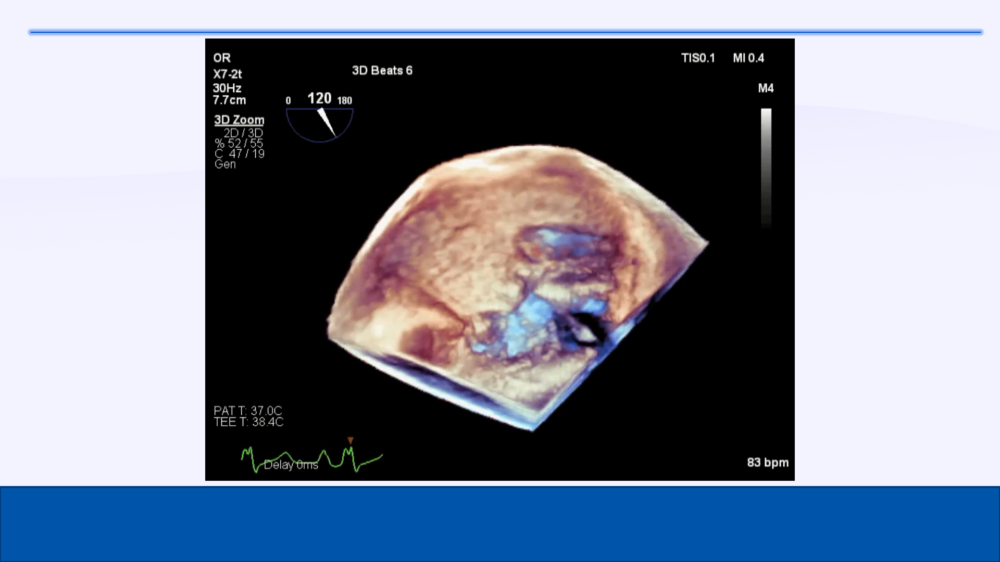 OR
X7-2t
30Hz
7.7cm
3D Zoom
2D / 3D
% 52 / 55
C 47 / 19
Gen
3D Beats 6
0 120 180
TIS0.1 MI 0.4
M4
PAT T: 37.0C
TEE T: 38.4C
Delay 0ms
83 bpm